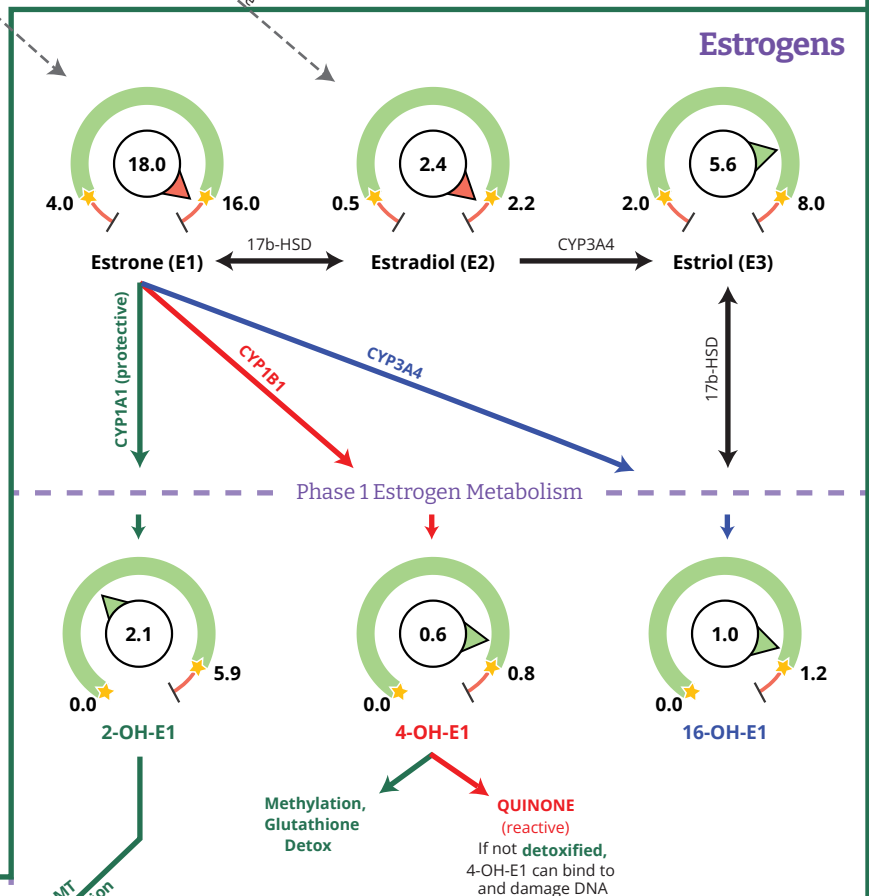 Estrogens
18.0
4.0
16.0
2.4
0.5
2.2
5.6
2.0
8.0
Estrone (E1)
17b-HSD
Estradiol (E2)
CYP3A4
Estriol (E3)
CYP1A1 (protective)
CYP1B1
CYP3A4
17b-HSD
Phase 1 Estrogen Metabolism
2.1
0.0
5.9
0.6
0.0
0.8
1.0
0.0
1.2
2-OH-E1
4-OH-E1
16-OH-E1
Methylation,
Glutathione
Detox
QUINONE
(reactive)
If not detoxified,
4-OH-E1 can bind to
and damage DNA